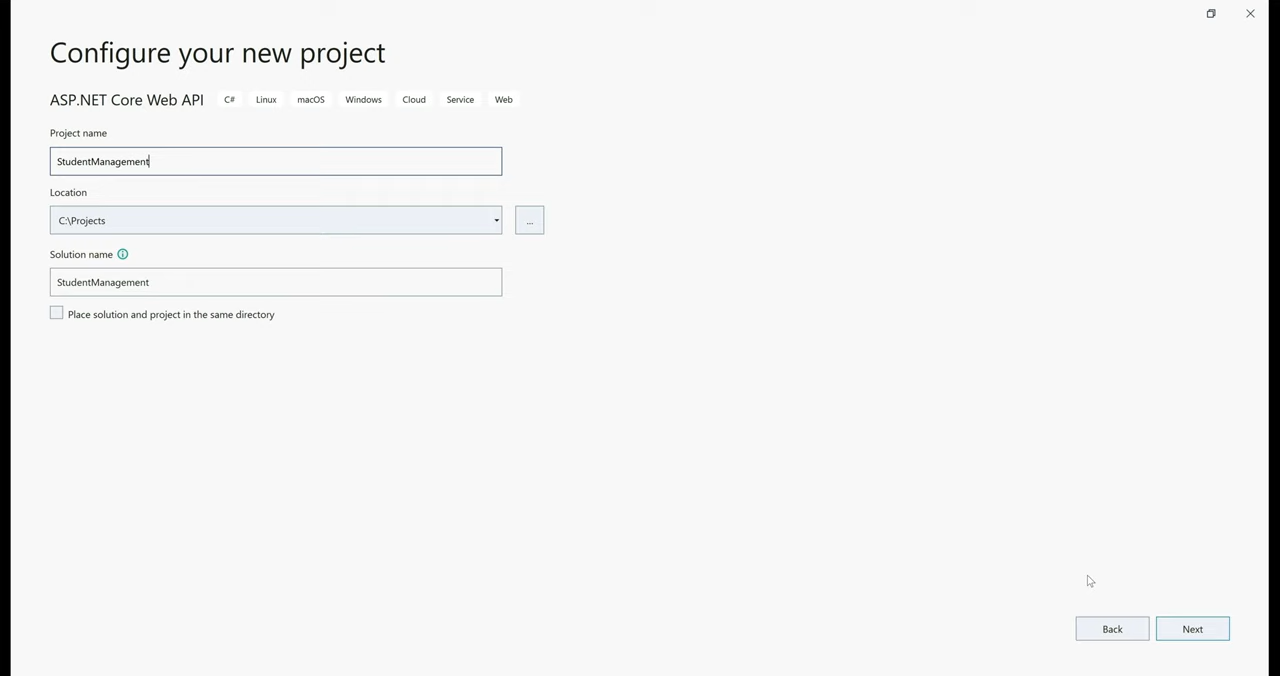 Configure your new project
ASP.NET Core Web API C# Linux macOS Windows Cloud Service Web
Project name
StudentManagement
Location
C:\Projects
...
Solution name
StudentManagement
Place solution and project in the same directory
Back Next